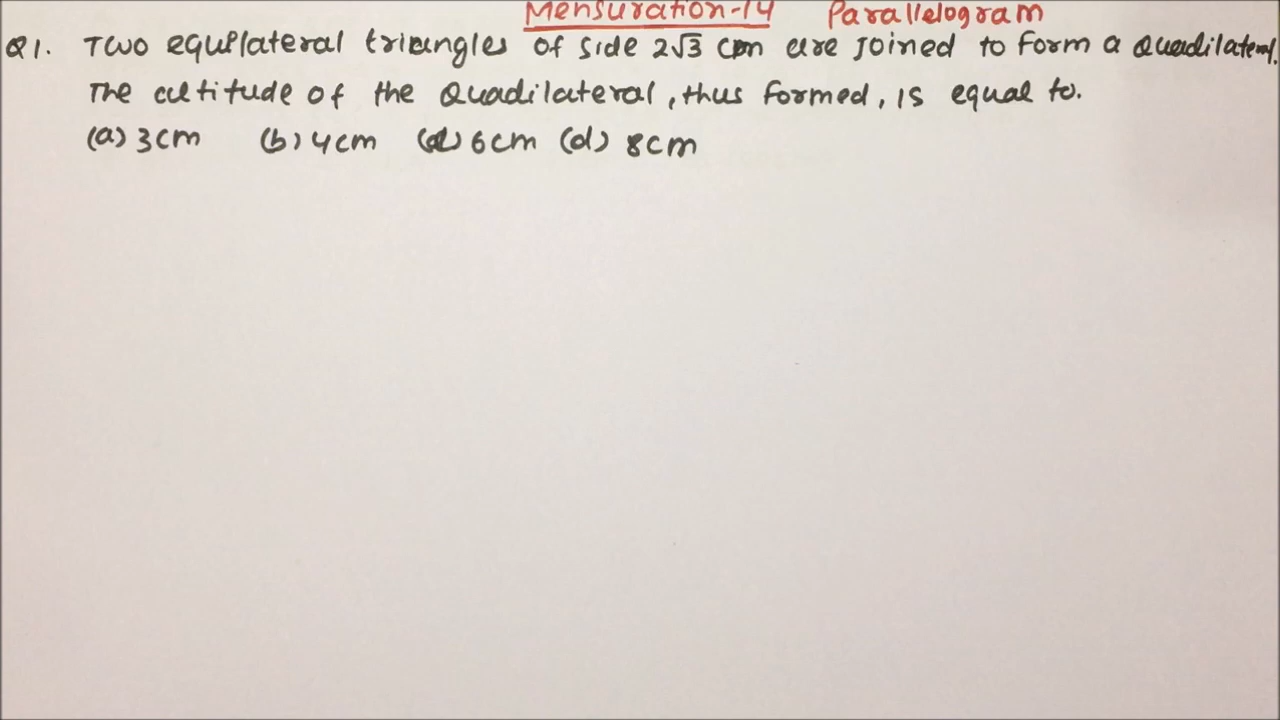 Mensuration-14 Parallelogram
Q1. Two equilateral triangles of side 2√3 cm are joined to form a Quadilateral.
The altitude of the Quadilateral, thus formed, is equal to.
(a) 3cm (b) 4cm (c) 6cm (d) 8cm